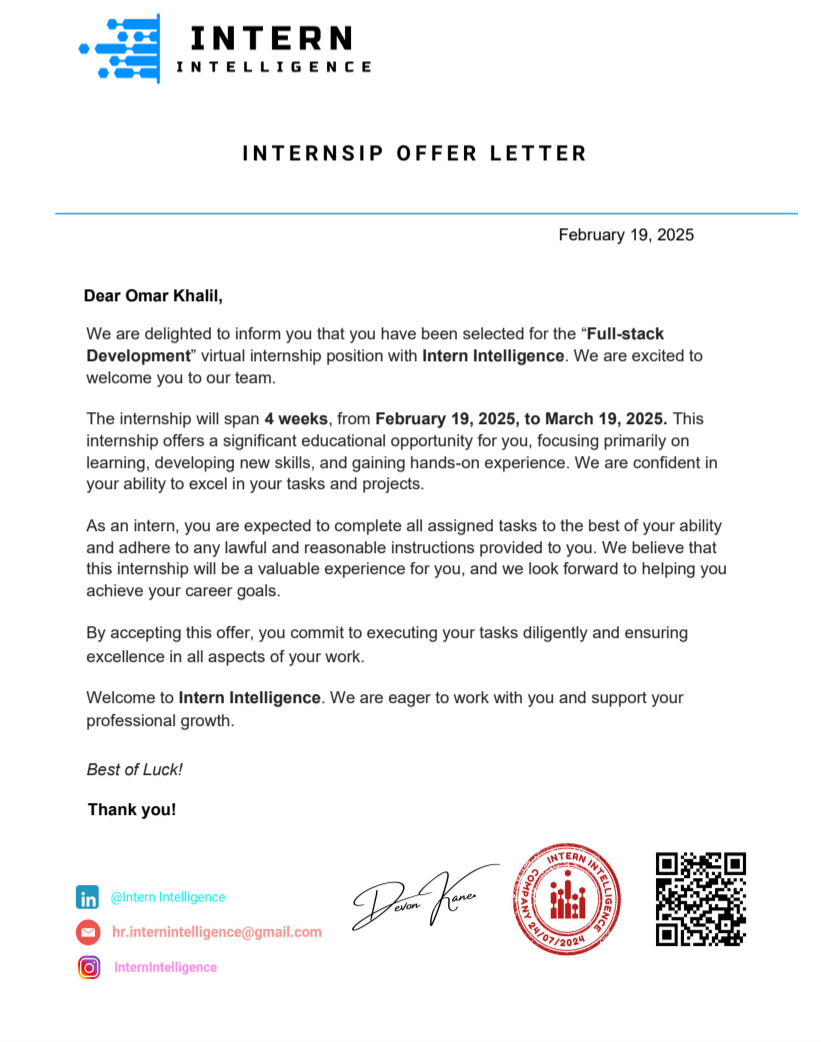 INTERN
INTELLIGENCE
INTERNSIP OFFER LETTER
February 19, 2025
Dear Omar Khalil,
We are delighted to inform you that you have been selected for the “Full-stack
Development” virtual internship position with Intern Intelligence. We are excited to
welcome you to our team.
The internship will span 4 weeks, from February 19, 2025, to March 19, 2025. This
internship offers a significant educational opportunity for you, focusing primarily on
learning, developing new skills, and gaining hands-on experience. We are confident in
your ability to excel in your tasks and projects.
As an intern, you are expected to complete all assigned tasks to the best of your ability
and adhere to any lawful and reasonable instructions provided to you. We believe that
this internship will be a valuable experience for you, and we look forward to helping you
achieve your career goals.
By accepting this offer, you commit to executing your tasks diligently and ensuring
excellence in all aspects of your work.
Welcome to Intern Intelligence. We are eager to work with you and support your
professional growth.
Best of Luck!
Thank you!
in
@Intern Intelligence
hr.internintelligence@gmail.com
InternIntelligence
Devon Kane
INTERN INTELLIGENCE
COMPANY 24/07/2024